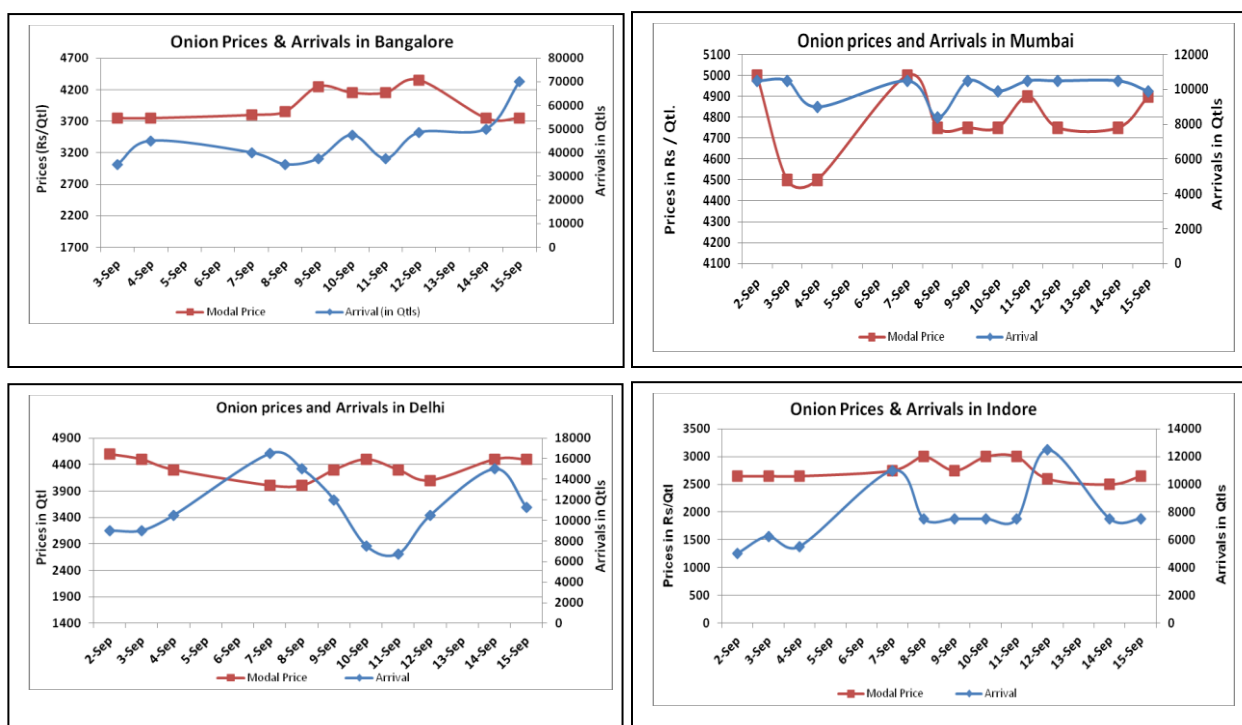 Onion Prices & Arrivals in Bangalore
4700
4200
3700
3200
2700
2200
1700
Prices (Rs/Qtl)
80000
70000
60000
50000
40000
30000
20000
10000
0
Arrivals in Qtls
3-Sep
4-Sep
5-Sep
6-Sep
7-Sep
8-Sep
9-Sep
10-Sep
11-Sep
12-Sep
13-Sep
14-Sep
15-Sep
Modal Price
Arrival (in Qtls)
Onion prices and Arrivals in Mumbai
5100
5000
4900
4800
4700
4600
4500
4400
4300
4200
4100
Prices in Rs / Qtl.
12000
10000
8000
6000
4000
2000
0
Arrivals in Qtls
2-Sep
3-Sep
4-Sep
5-Sep
6-Sep
7-Sep
8-Sep
9-Sep
10-Sep
11-Sep
12-Sep
13-Sep
14-Sep
15-Sep
Modal Price
Arrival
Onion prices and Arrivals in Delhi
4900
4400
3900
3400
2900
2400
1900
1400
Prices in Qtl
18000
16000
14000
12000
10000
8000
6000
4000
2000
0
Arrivals in Qtls
2-Sep
3-Sep
4-Sep
5-Sep
6-Sep
7-Sep
8-Sep
9-Sep
10-Sep
11-Sep
12-Sep
13-Sep
14-Sep
15-Sep
Modal Price
Arrival
Onion Prices & Arrivals in Indore
3500
3000
2500
2000
1500
1000
500
0
Prices in Rs/Qtl
14000
12000
10000
8000
6000
4000
2000
0
Arrivals in Qtls
2-Sep
3-Sep
4-Sep
5-Sep
6-Sep
7-Sep
8-Sep
9-Sep
10-Sep
11-Sep
12-Sep
13-Sep
14-Sep
15-Sep
Modal Price
Arrival